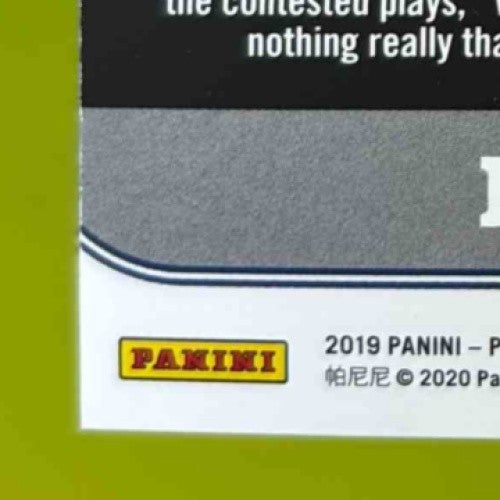 the contested plays,
nothing really tha
PANINI
2019 PANINI – P
帕尼尼 © 2020 Pa